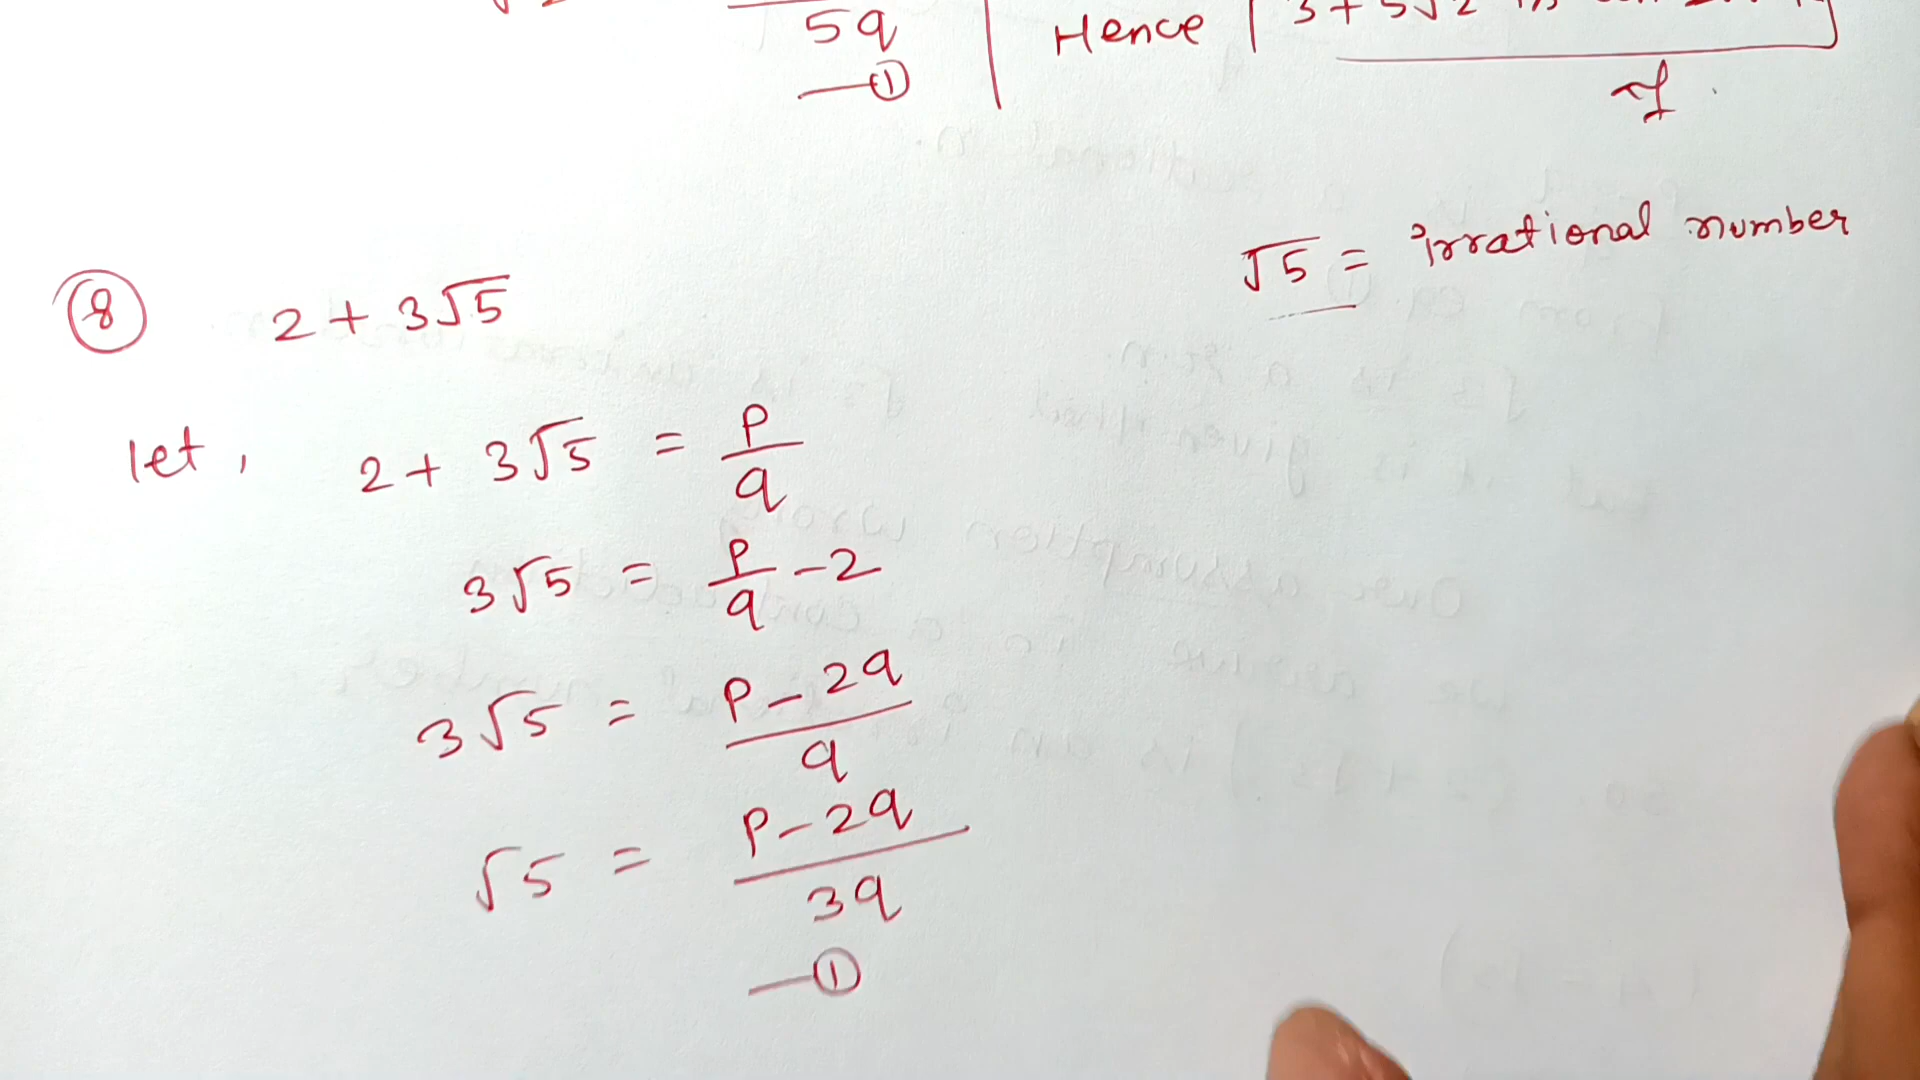 5q
—①
Hence
⑧ 2 + 3√5
√5 = irrational number
let, 2 + 3√5 = p/q
3√5 = p/q - 2
3√5 = p - 2q/q
√5 = p - 2q/3q
—①